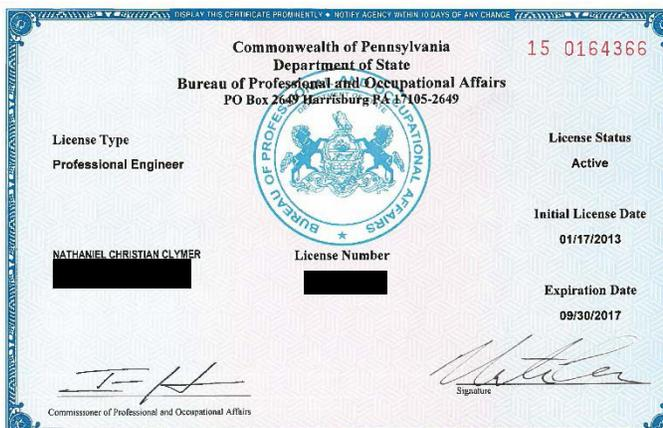 DISPLAY THIS CERTIFICATE PROMINENTLY • NOTIFY AGENCY WITHIN 10 DAYS OF ANY CHANGE
Commonwealth of Pennsylvania
15 0164366
Department of State
Bureau of Professional and Occupational Affairs
PO Box 2649 Harrisburg PA 17105-2649
BUREAU OF PROFESSIONAL AND OCCUPATIONAL AFFAIRS
DEPARTMENT OF STATE
License Type
License Status
Professional Engineer
Active
Initial License Date
01/17/2013
NATHANIEL CHRISTIAN CLYMER
License Number
Expiration Date
09/30/2017
Commissioner of Professional and Occupational Affairs
Signature